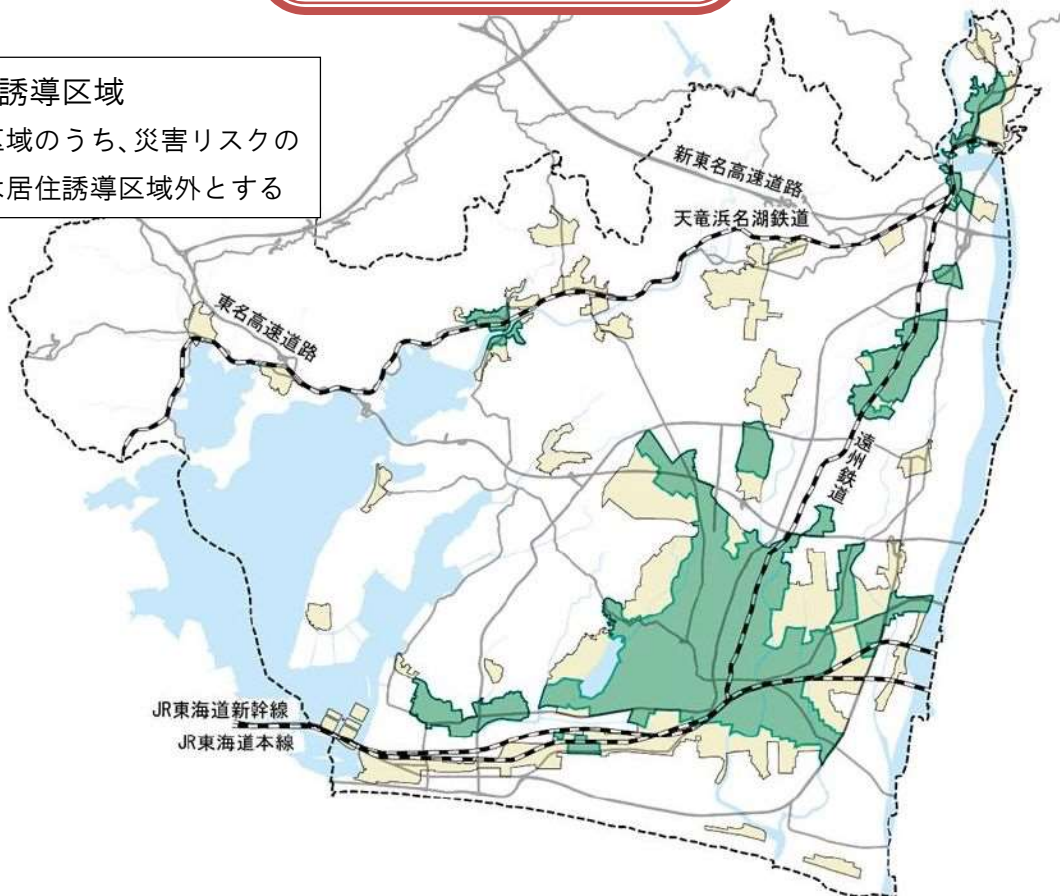 誘導区域
区域のうち、災害リスクの
は居住誘導区域外とする
新東名高速道路
天竜浜名湖鉄道
東名高速道路
遠州鉄道
JR東海道新幹線
JR東海道本線